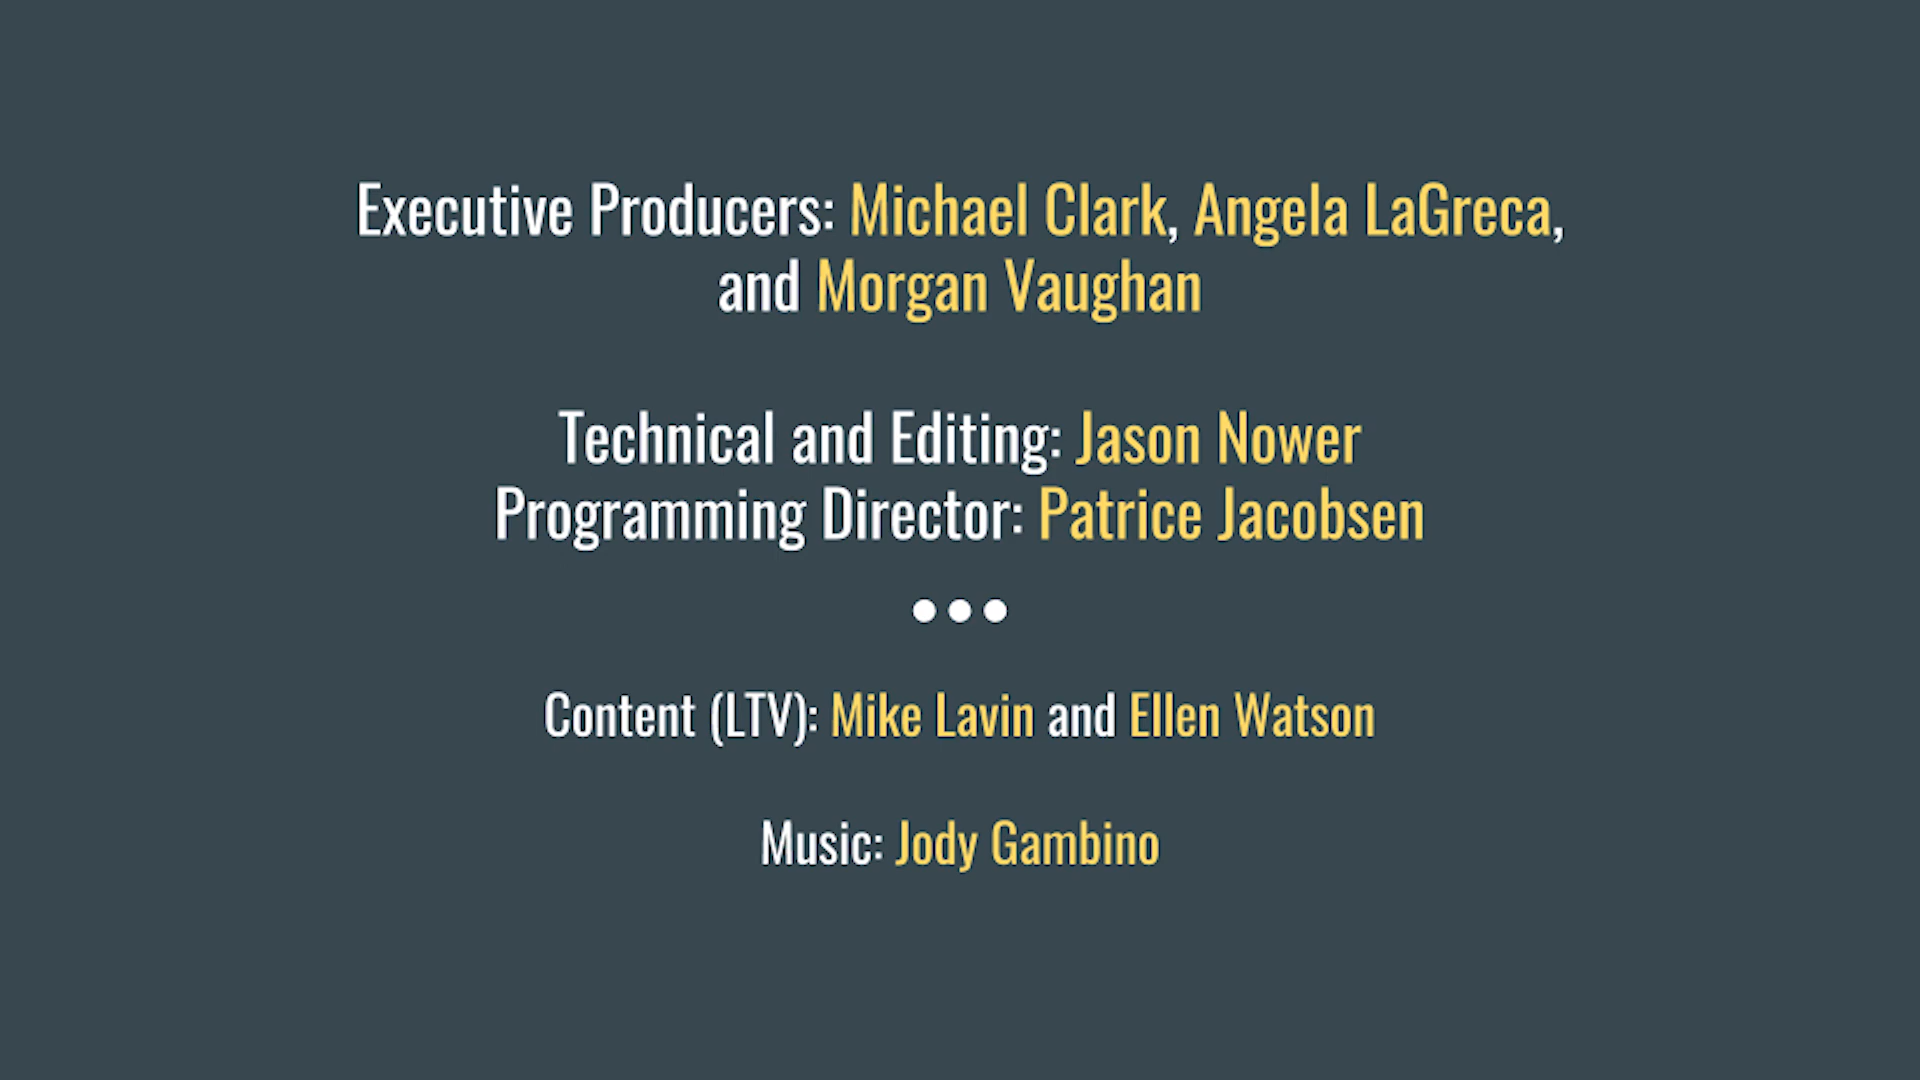 Executive Producers: Michael Clark, Angela LaGreca,
and Morgan Vaughan
Technical and Editing: Jason Nower
Programming Director: Patrice Jacobsen
Content (LTV): Mike Lavin and Ellen Watson
Music: Jody Gambino